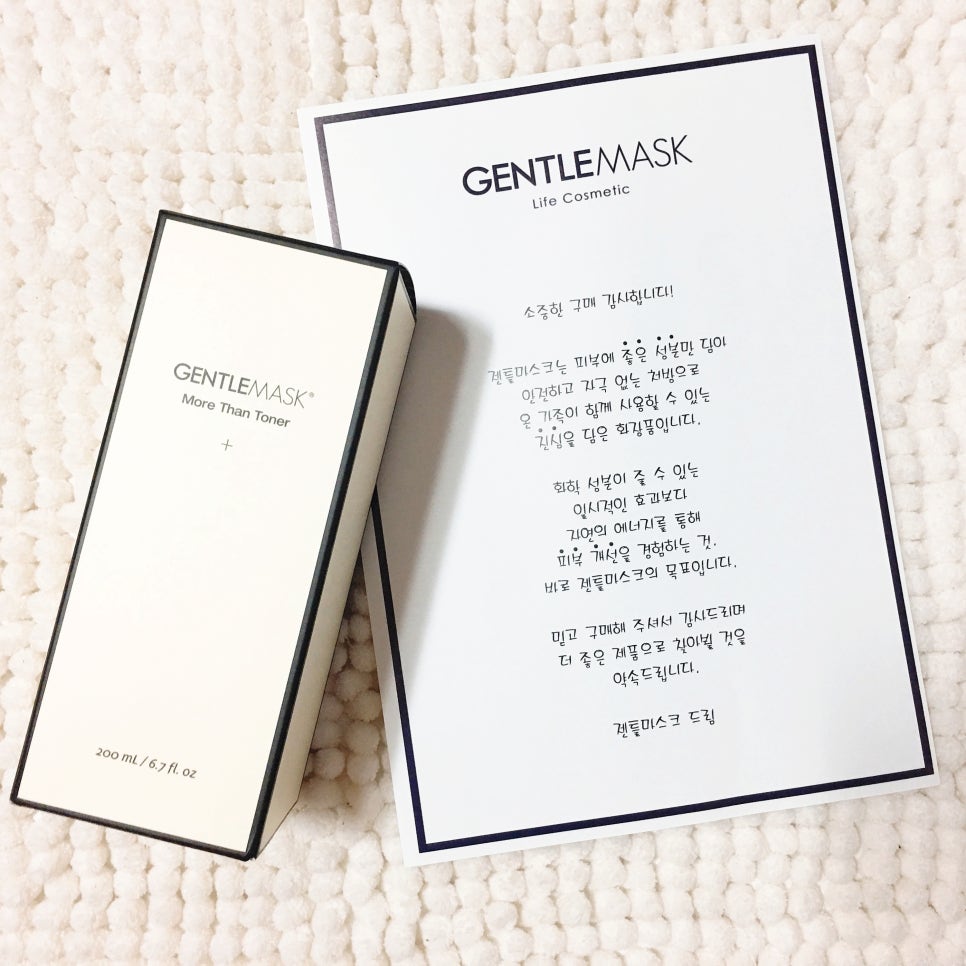 GENTLEMASK®
More Than Toner
+
200 mL / 6.7 fl. oz
GENTLEMASK
Life Cosmetic
소중한 구매 감사합니다!
젠틀마스크는 피부에 좋은 성분만 담아
안전하고 자극 없는 처방으로
온 가족이 함께 사용할 수 있는
진심을 담은 화장품입니다.
화학 성분이 줄 수 있는
일시적인 효과보다
자연의 에너지를 통해
피부 개선을 경험하는 것.
바로 젠틀마스크의 목표입니다.
믿고 구매해 주셔서 감사드리며
더 좋은 제품으로 찾아뵐 것을
약속드립니다.
젠틀마스크 드림